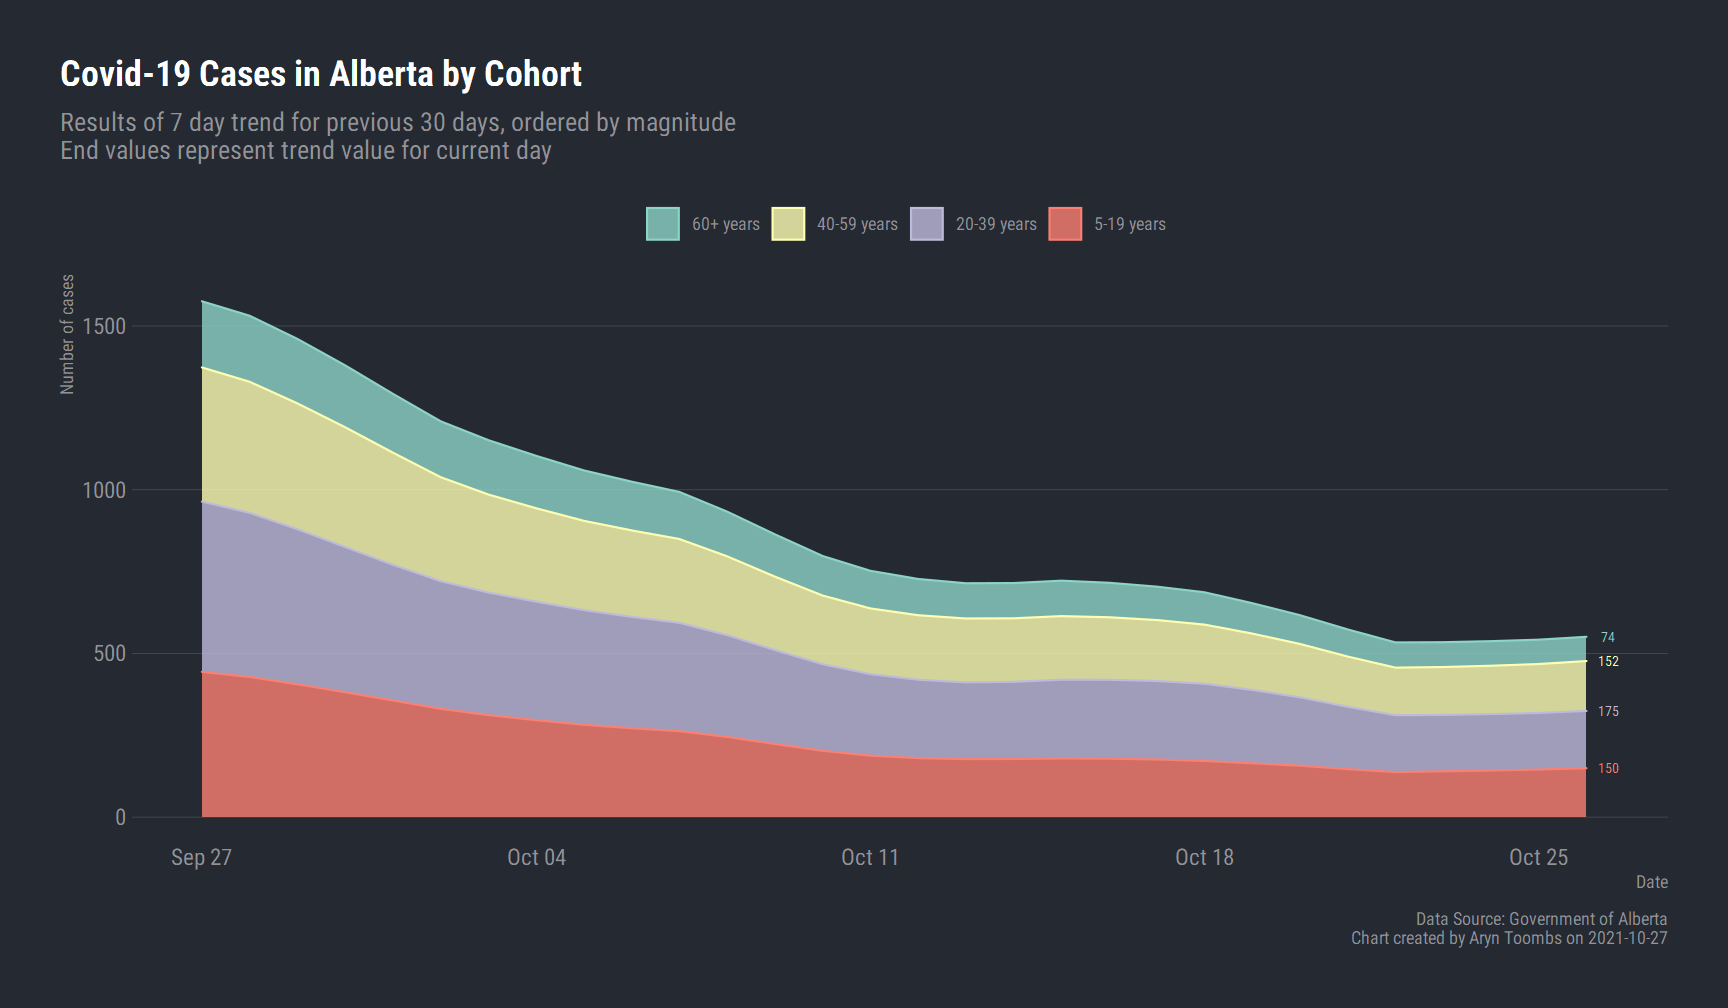 Covid-19 Cases in Alberta by Cohort
Results of 7 day trend for previous 30 days, ordered by magnitude
End values represent trend value for current day
60+ years
40-59 years
20-39 years
5-19 years
Number of cases
1500
1000
500
0
74
152
175
150
Sep 27
Oct 04
Oct 11
Oct 18
Oct 25
Date
Data Source: Government of Alberta
Chart created by Aryn Toombs on 2021-10-27